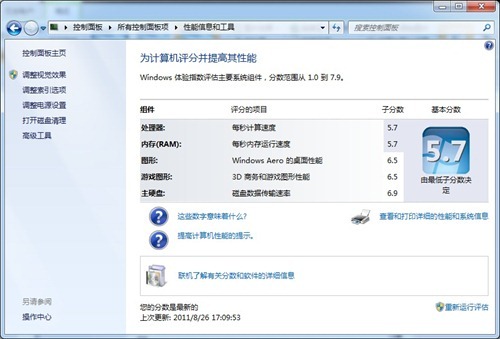 控制面板 ▸ 所有控制面板项 ▸ 性能信息和工具
搜索控制面板
控制面板主页
调整视觉效果
调整索引选项
调整电源设置
打开磁盘清理
高级工具
另请参阅
操作中心
为计算机评分并提高其性能
Windows 体验指数评估主要系统组件，分数范围从 1.0 到 7.9。
组件 评分的项目 子分数 基本分数
处理器: 每秒计算速度 5.7
内存(RAM): 每秒内存运行速度 5.7
图形: Windows Aero 的桌面性能 6.5
游戏图形: 3D 商务和游戏图形性能 6.5
主硬盘: 磁盘数据传输速率 6.9
5.7
由最低子分数决
定
这些数字意味着什么?
查看和打印详细的性能和系统信息
提高计算机性能的提示。
联机了解有关分数和软件的详细信息
您的分数是最新的
上次更新: 2011/8/26 17:09:53
重新运行评估